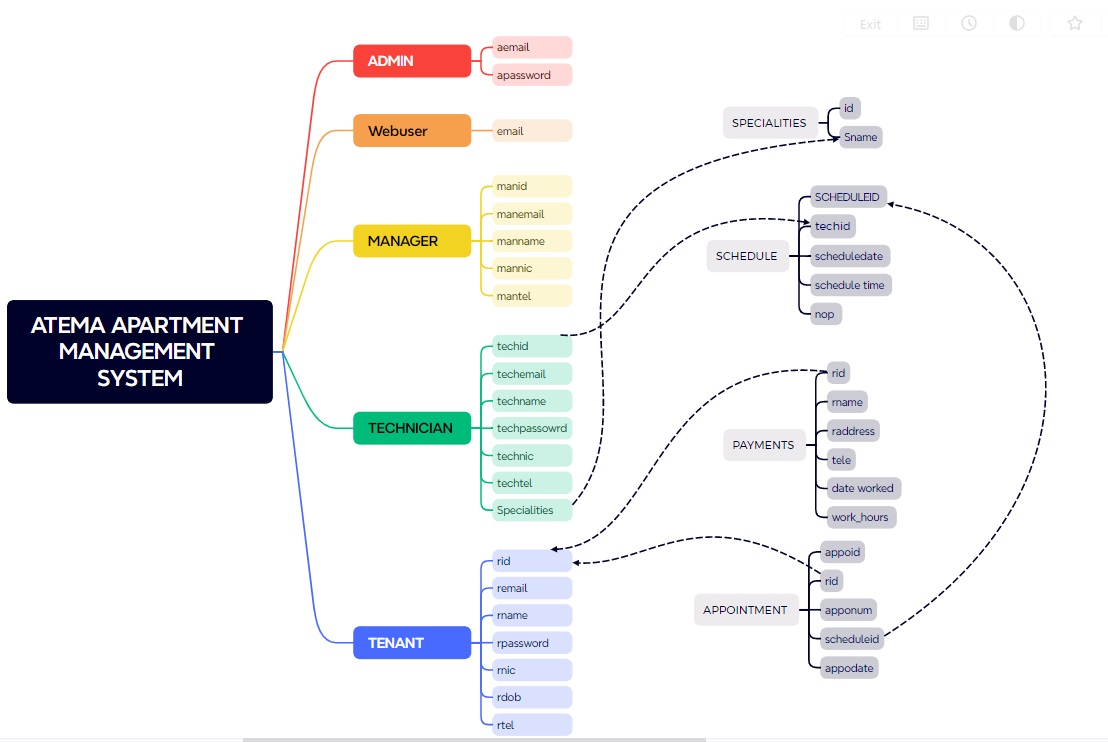 Exit
ATEMA APARTMENT
MANAGEMENT
SYSTEM
ADMIN
aemail
apassword
Webuser
email
MANAGER
manid
manemail
manname
mannic
mantel
TECHNICIAN
techid
techemail
techname
techpassowrd
technic
techtel
Specialities
TENANT
rid
remail
rname
rpassword
rnic
rdob
rtel
SPECIALITIES
id
Sname
SCHEDULE
SCHEDULEID
techid
scheduledate
schedule time
nop
PAYMENTS
rid
rname
raddress
tele
date worked
work_hours
APPOINTMENT
appoid
rid
apponum
scheduleid
appodate